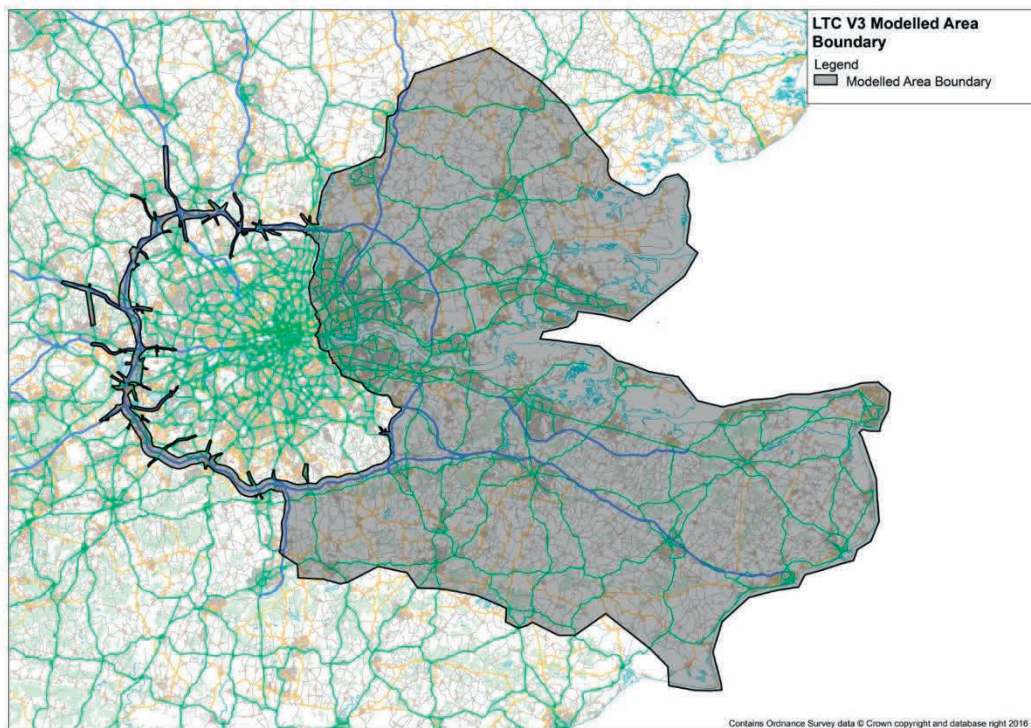 LTC V3 Modelled Area
Boundary
Legend
Modelled Area Boundary
Contains Ordnance Survey data © Crown copyright and database right 2016